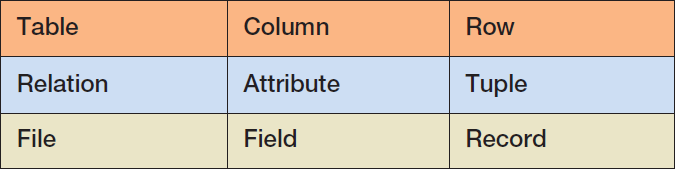 Table Column Row
Relation Attribute Tuple
File Field Record